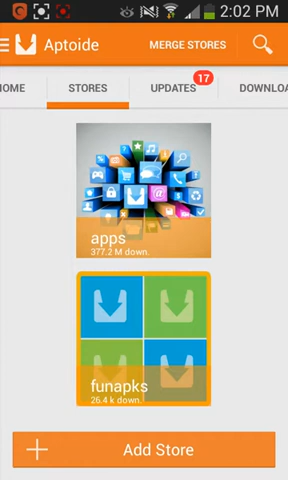 2:02 PM
Aptoide
MERGE STORES
OME
STORES
UPDATES
17
DOWNLOA
apps
377.2 M down.
funapks
26.4 k down.
Add Store